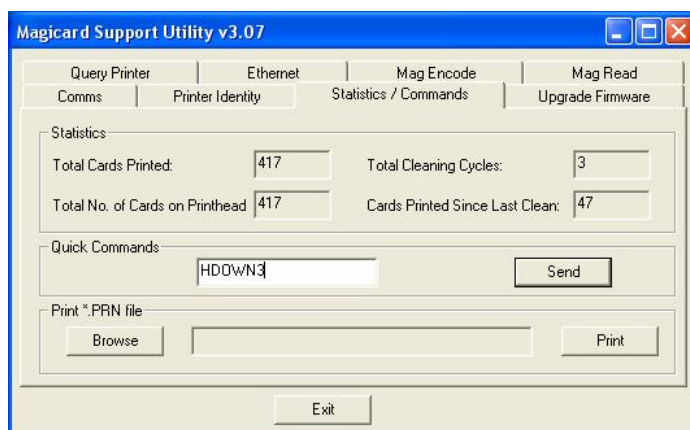 Magicard Support Utility v3.07
Query Printer Ethernet Mag Encode Mag Read
Comms Printer Identity Statistics / Commands Upgrade Firmware
Statistics
Total Cards Printed: 417 Total Cleaning Cycles: 3
Total No. of Cards on Printhead 417 Cards Printed Since Last Clean: 47
Quick Commands
HDOWN3 Send
Print *.PRN file
Browse Print
Exit